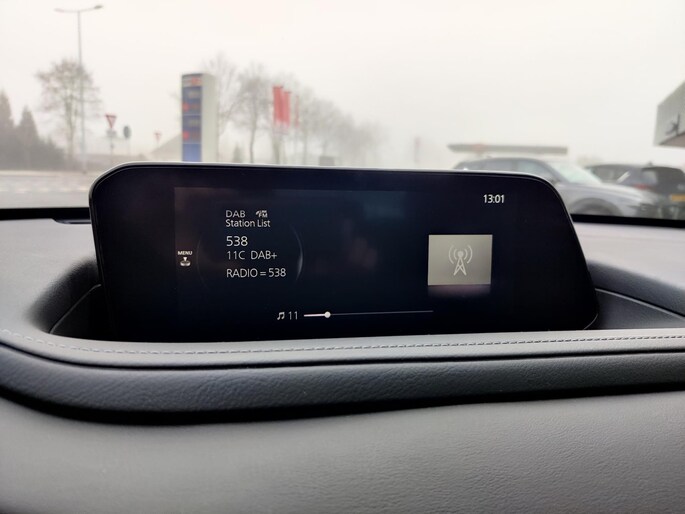 13:01
DAB
Station List
538
11C DAB+
MENU
RADIO = 538
11